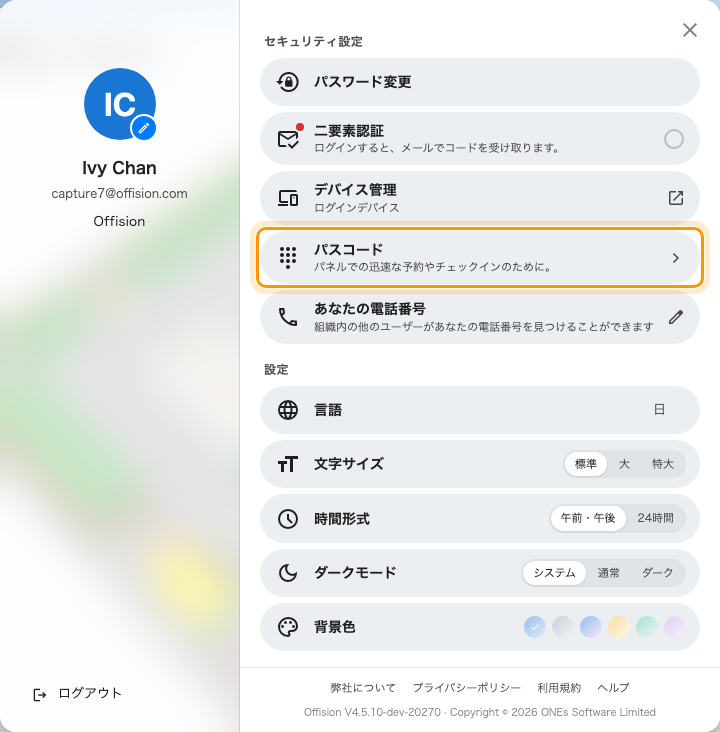 IC
Ivy Chan
capture7@offision.com
Offision
ログアウト
セキュリティ設定
パスワード変更
二要素認証
ログインすると、メールでコードを受け取ります。
デバイス管理
ログインデバイス
パスコード
パネルでの迅速な予約やチェックインのために。
あなたの電話番号
組織内の他のユーザーがあなたの電話番号を見つけることができます
設定
言語 日
文字サイズ 標準 大 特大
時間形式 午前・午後 24時間
ダークモード システム 通常 ダーク
背景色
弊社について プライバシーポリシー 利用規約 ヘルプ
Offision V4.5.10-dev-20270 · Copyright © 2026 ONEs Software Limited